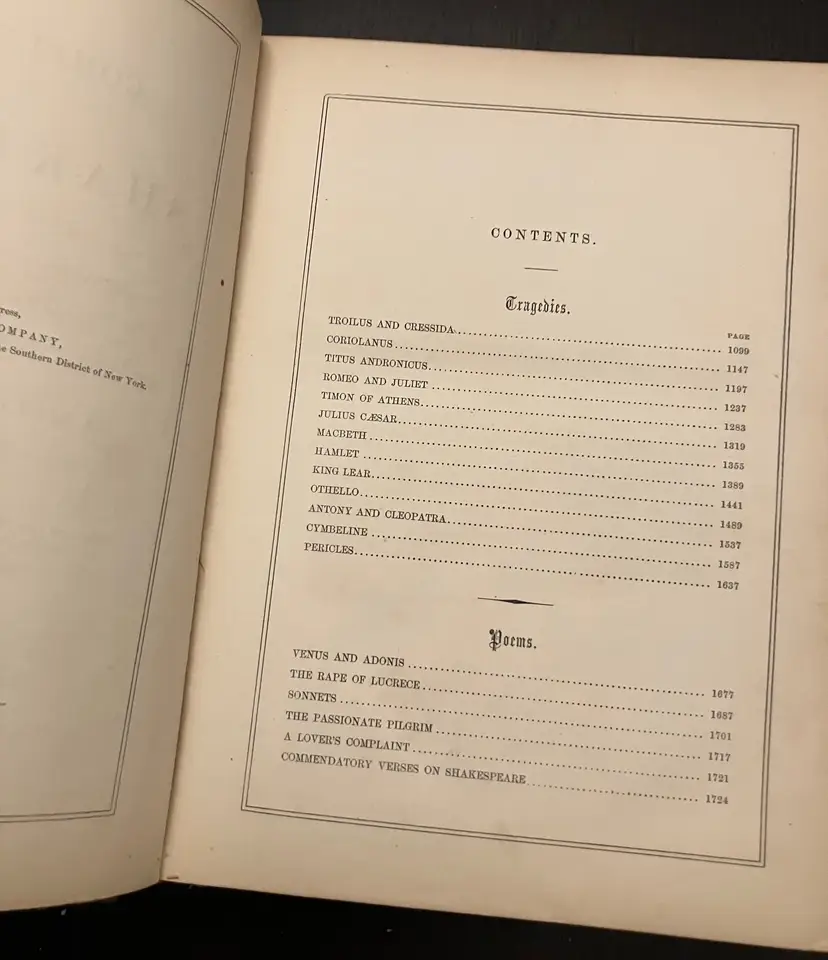 ress,
OMPANY,
e Southern District of New York.
CONTENTS.
Tragedies.
PAGE
TROILUS AND CRESSIDA 1099
CORIOLANUS 1147
TITUS ANDRONICUS 1197
ROMEO AND JULIET 1237
TIMON OF ATHENS 1283
JULIUS CÆSAR 1319
MACBETH 1355
HAMLET 1389
KING LEAR 1441
OTHELLO 1489
ANTONY AND CLEOPATRA 1537
CYMBELINE 1587
PERICLES 1637
Poems.
VENUS AND ADONIS 1677
THE RAPE OF LUCRECE 1687
SONNETS 1701
THE PASSIONATE PILGRIM 1717
A LOVER'S COMPLAINT 1721
COMMENDATORY VERSES ON SHAKESPEARE 1724